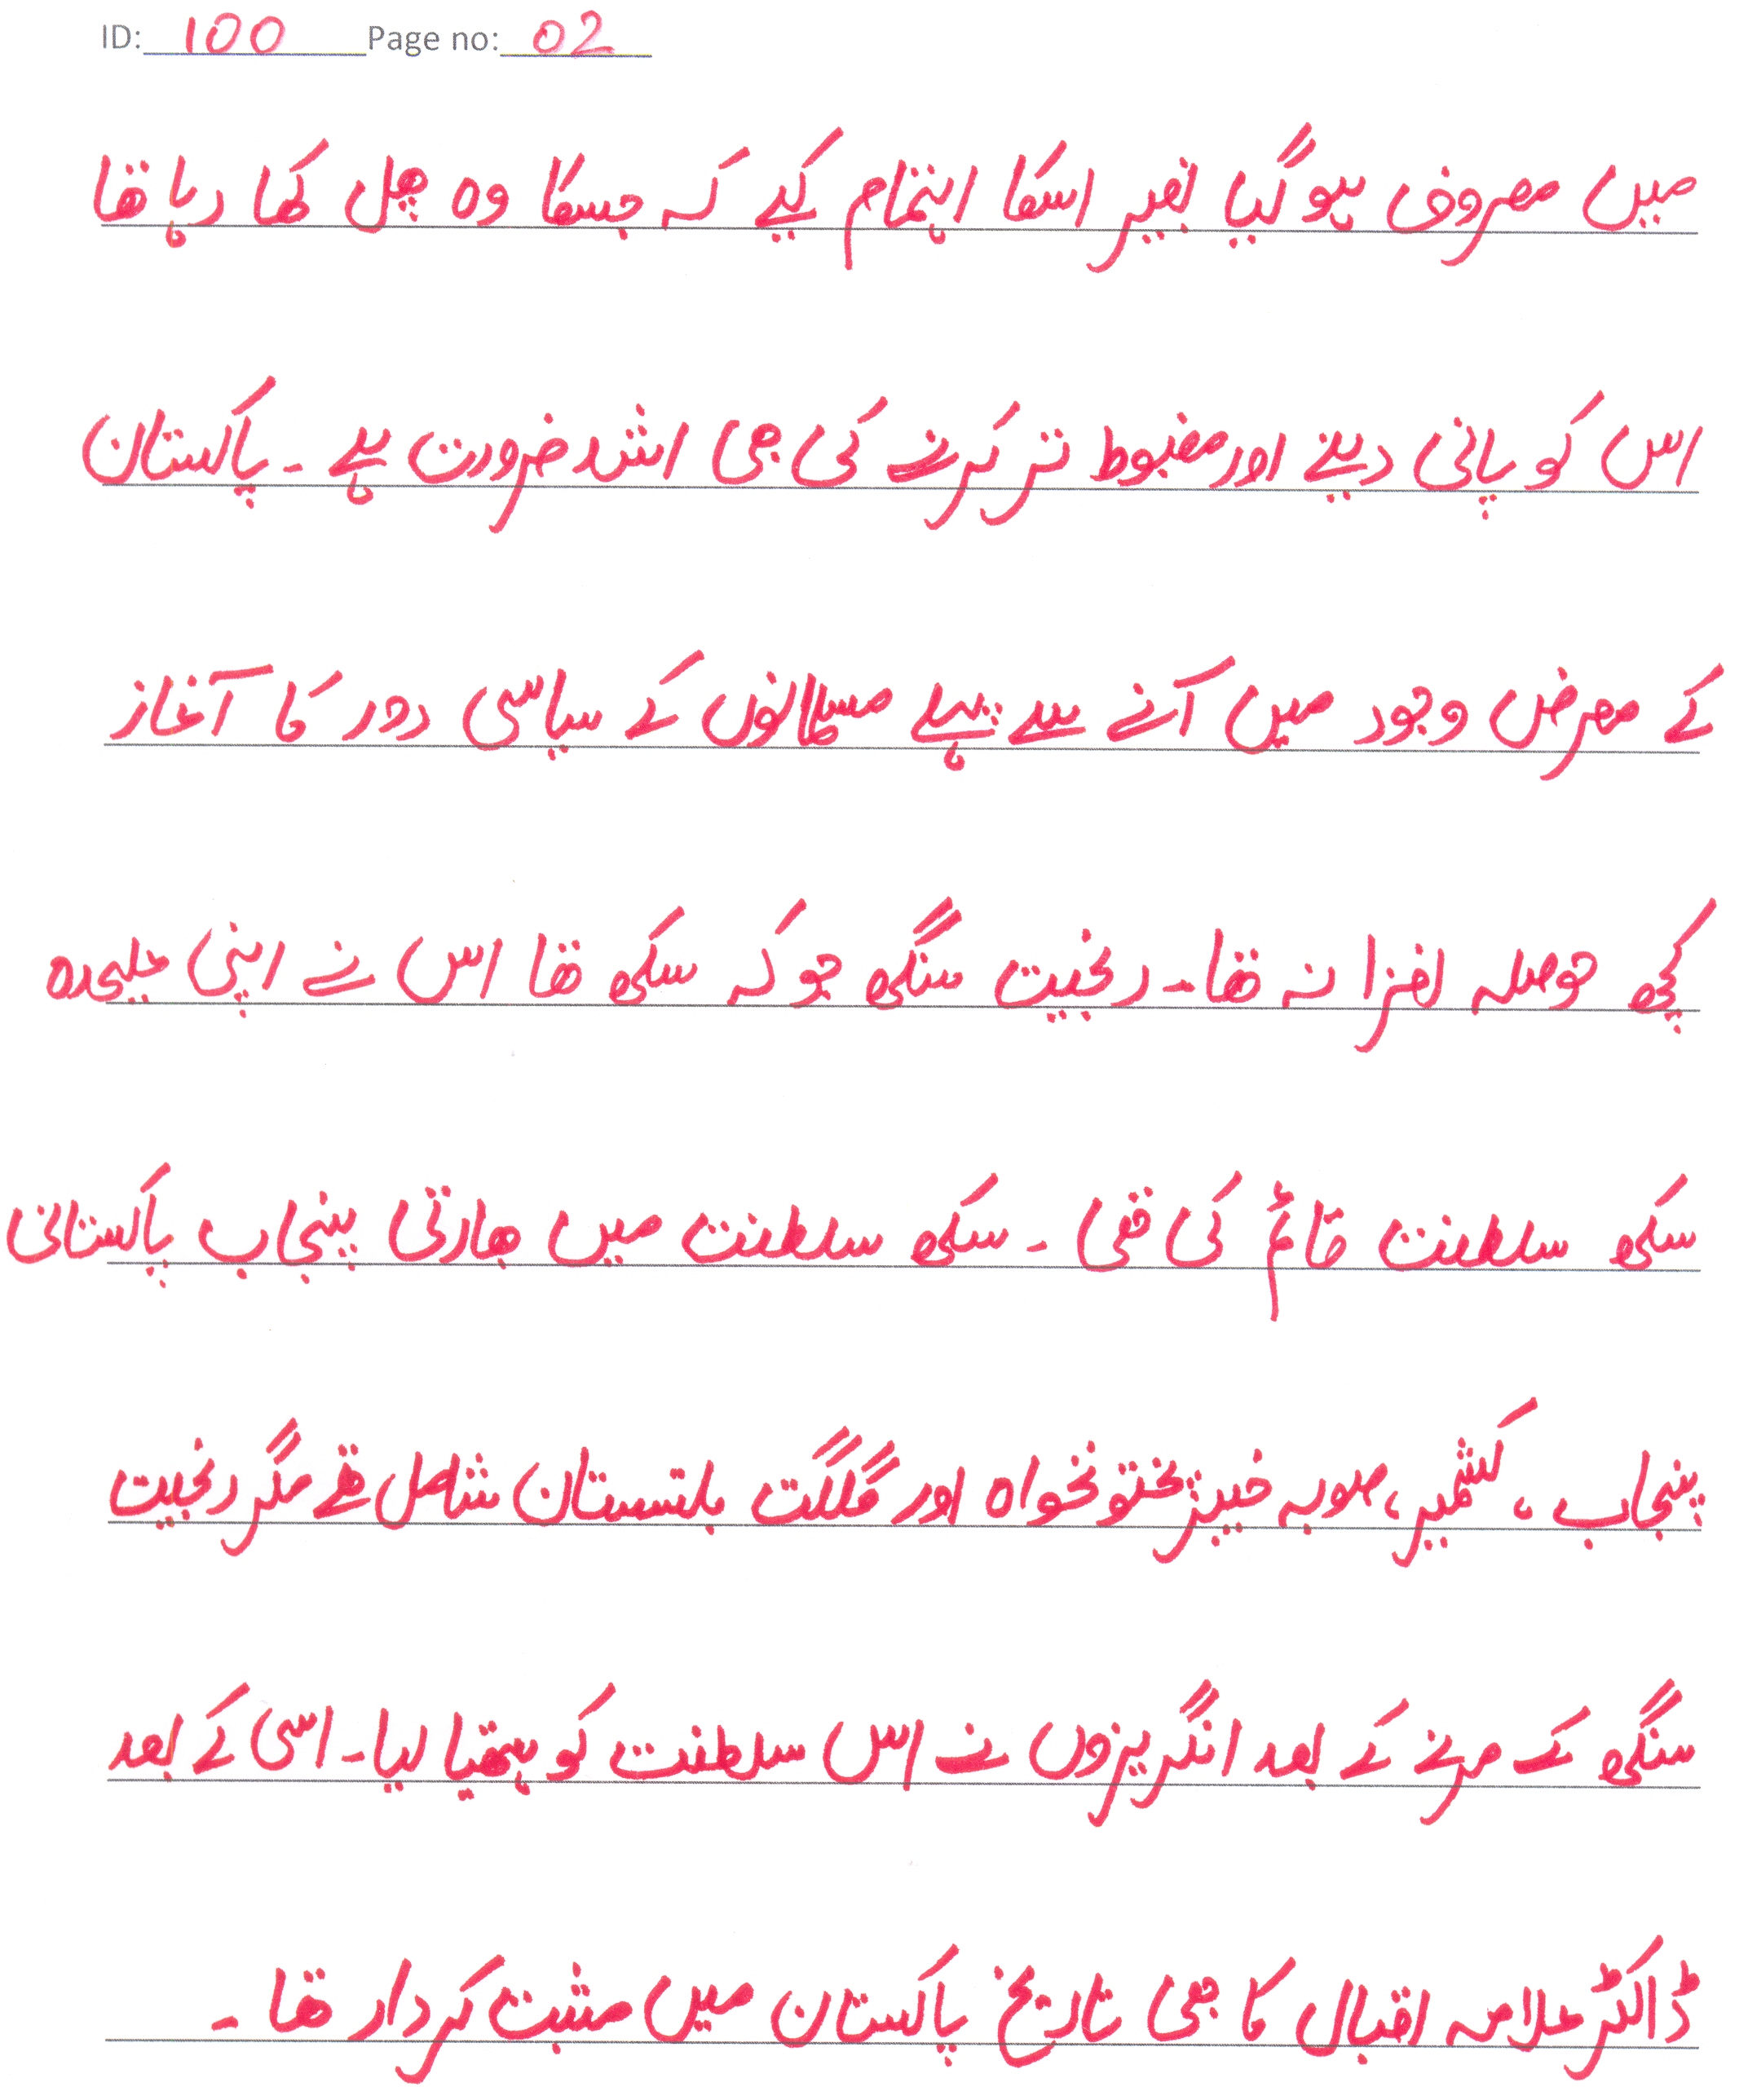 ID: 100 Page no: 02
میں مصروف ہو گیا بغیر اسکا اہتمام کیے کہ جسکا وہ پھل کھا رہا تھا
اس کو پانی دینے اور مضبوط تر کرنے کی بھی اشد ضرورت ہے ۔ پاکستان
کے معرض وجود میں آنے سے پہلے مسلمانوں کے سیاسی دور کا آغاز
کچھ حوصلہ افزا نہ تھا۔ رنجیت سنگھ جو کہ سکھ تھا اس نے اپنی علیحدہ
سکھ سلطنت قائم کی تھی ۔ سکھ سلطنت میں بھارتی پنجاب پاکستانی
پنجاب ، کشمیر، صوبہ خیبرپختونخواہ اور گلگت بلتستان شامل تھے مگر رنجیت
سنگھ کے مرنے کے بعد انگریزوں نے اس سلطنت کو ہتھیا لیا۔ اسی کے بعد
ڈاکٹر علامہ اقبال کا بھی تاریخ پاکستان میں مثبت کردار تھا ۔